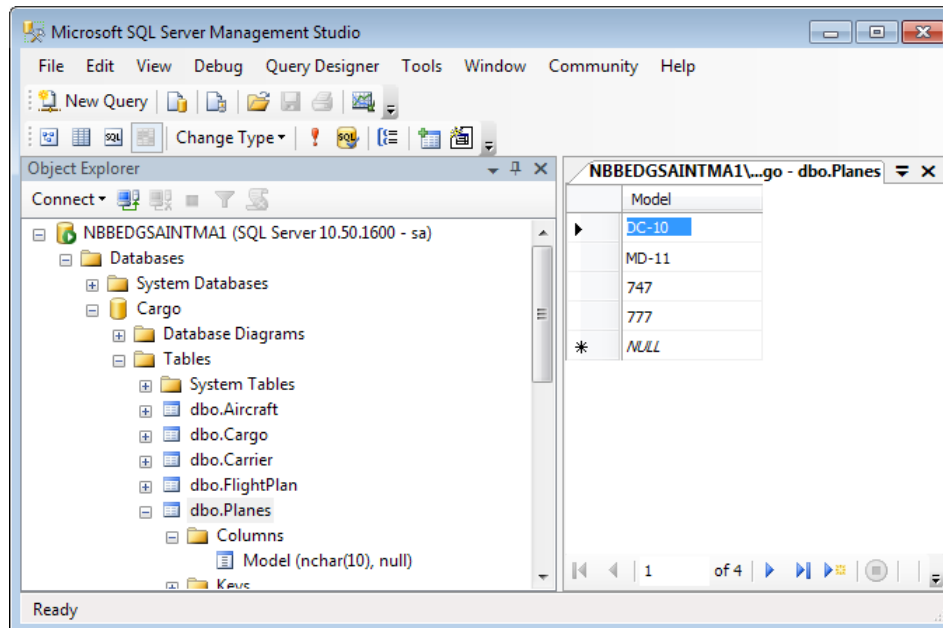 Microsoft SQL Server Management Studio
File Edit View Debug Query Designer Tools Window Community Help
New Query
SQL Change Type SQL
Object Explorer
Connect
NBBEDGSAINTMA1 (SQL Server 10.50.1600 - sa)
Databases
System Databases
Cargo
Database Diagrams
Tables
System Tables
dbo.Aircraft
dbo.Cargo
dbo.Carrier
dbo.FlightPlan
dbo.Planes
Columns
Model (nchar(10), null)
Keys
NBBEDGSAINTMA1\...go - dbo.Planes
Model
DC-10
MD-11
747
777
NULL
1 of 4
Ready